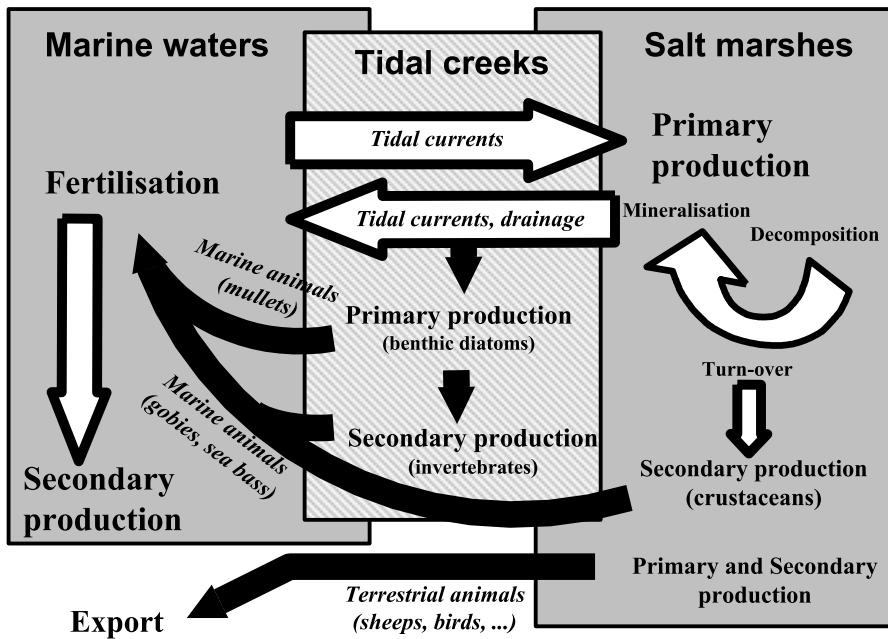 Marine waters
Tidal creeks
Salt marshes
Tidal currents
Primary
production
Fertilisation
Tidal currents, drainage
Mineralisation
Decomposition
Marine animals
(mullets)
Primary production
(benthic diatoms)
Turn-over
Marine animals
(gobies, sea bass)
Secondary production
(invertebrates)
Secondary production
(crustaceans)
Secondary
production
Primary and Secondary
production
Terrestrial animals
(sheeps, birds, ...)
Export